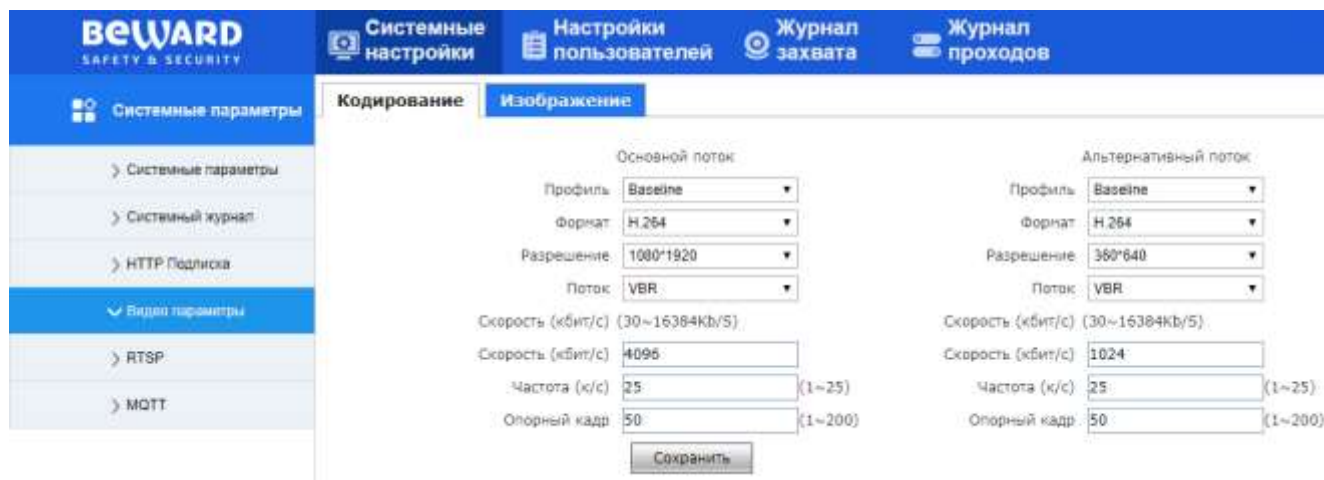 BEWARD
SAFETY & SECURITY
Системные
настройки
Настройки
пользователей
Журнал
захвата
Журнал
проходов
Системные параметры
Кодирование
Изображение
Системные параметры
Системный журнал
HTTP Подписка
Видео параметры
RTSP
MQTT
Основной поток
Профиль Baseline
Формат H.264
Разрешение 1080*1920
Поток VBR
Скорость (кбит/с) (30~16384Kb/S)
Скорость (кбит/с) 4096
Частота (к/с) 25 (1~25)
Опорный кадр 50 (1~200)
Сохранить
Альтернативный поток
Профиль Baseline
Формат H.264
Разрешение 360*640
Поток VBR
Скорость (кбит/с) (30~16384Kb/S)
Скорость (кбит/с) 1024
Частота (к/с) 25 (1~25)
Опорный кадр 50 (1~200)